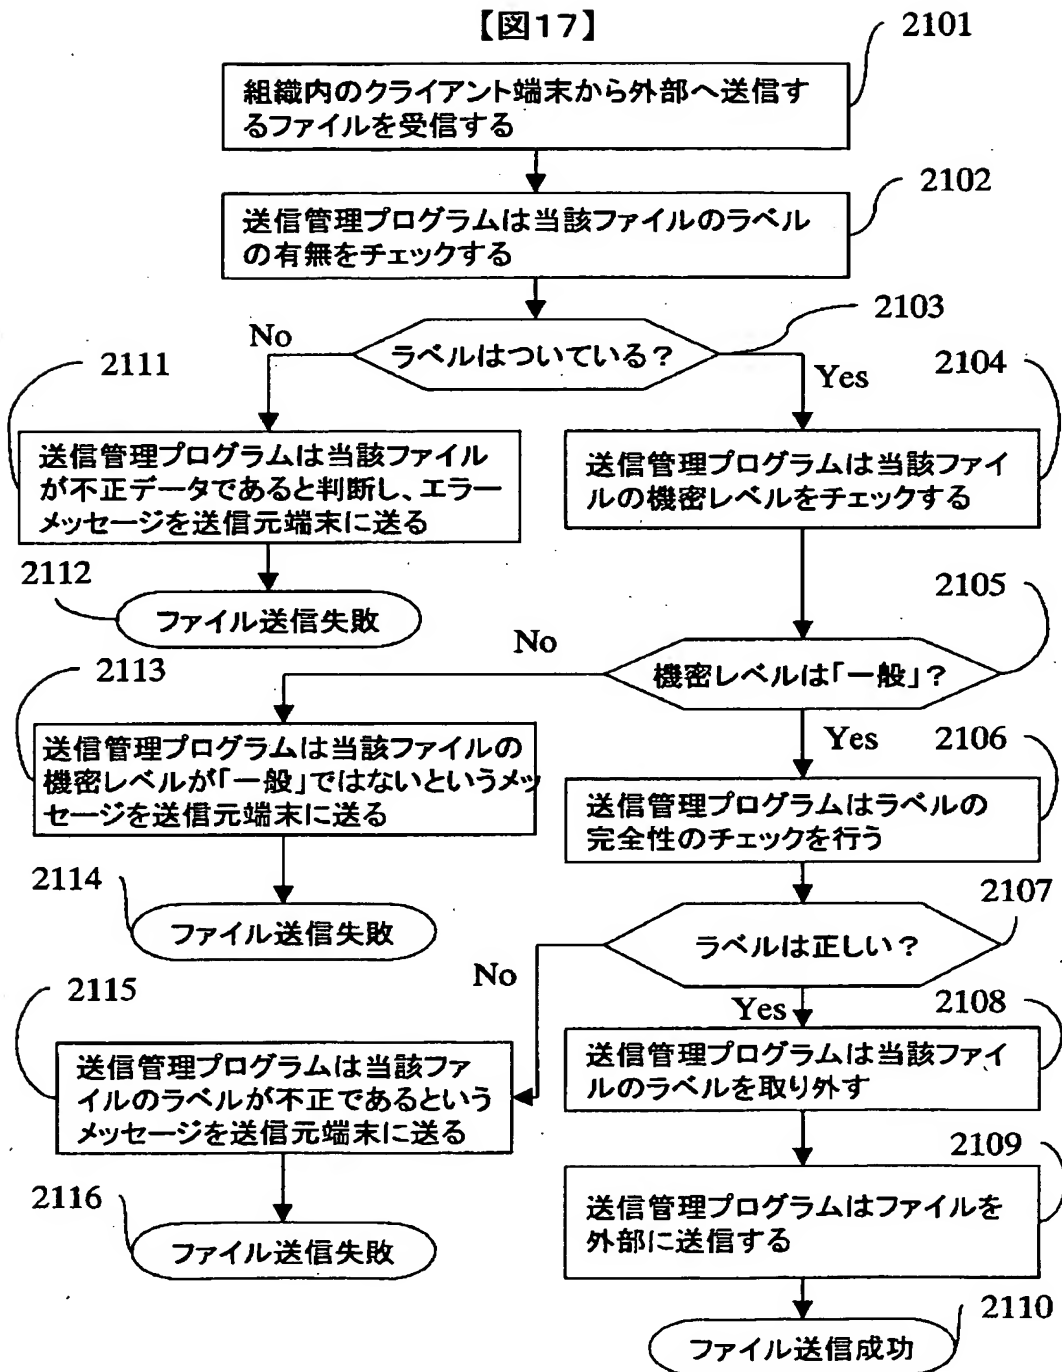 【図17】
2101
組織内のクライアント端末から外部へ送信す
るファイルを受信する
2102
送信管理プログラムは当該ファイルのラベル
の有無をチェックする
2103
ラベルはついている?
No
Yes
2111
送信管理プログラムは当該ファイル
が不正データであると判断し、エラー
メッセージを送信元端末に送る
2104
送信管理プログラムは当該ファイ
ルの機密レベルをチェックする
2112
ファイル送信失敗
2105
機密レベルは「一般」?
No
Yes
2113
送信管理プログラムは当該ファイルの
機密レベルが「一般」ではないというメッ
セージを送信元端末に送る
2106
送信管理プログラムはラベルの
完全性のチェックを行う
2114
ファイル送信失敗
2107
ラベルは正しい?
No
Yes
2115
送信管理プログラムは当該ファ
イルのラベルが不正であるという
メッセージを送信元端末に送る
2108
送信管理プログラムは当該ファイ
ルのラベルを取り外す
2116
ファイル送信失敗
2109
送信管理プログラムはファイルを
外部に送信する
2110
ファイル送信成功